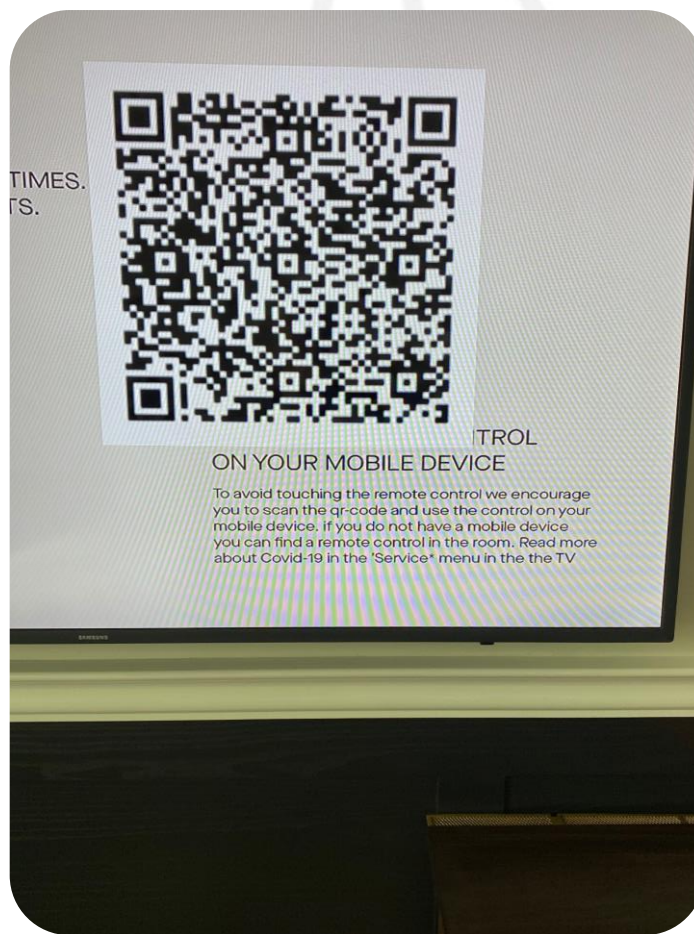 TIMES.
TS.
TROL
ON YOUR MOBILE DEVICE
To avoid touching the remote control we encourage
you to scan the qr-code and use the control on your
mobile device. if you do not have a mobile device
you can find a remote control in the room. Read more
about Covid-19 in the 'Service* menu in the the TV
SAMSUNG